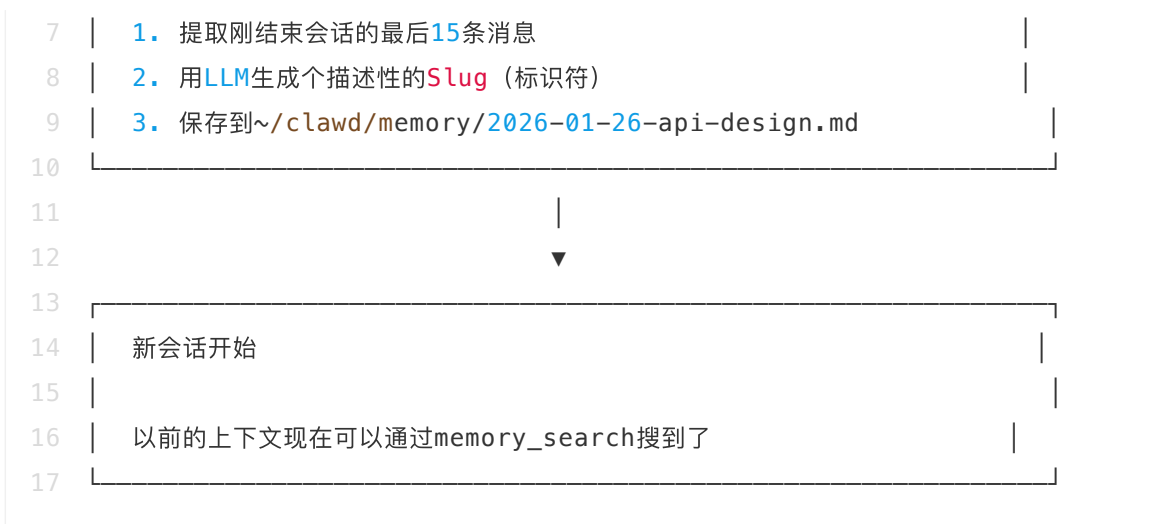 7 │ 1. 提取刚结束会话的最后15条消息 │
8 │ 2. 用LLM生成个描述性的Slug（标识符） │
9 │ 3. 保存到~/clawd/memory/2026-01-26-api-design.md │
10 └─────────────────────────────────────────────────────────────┘
11 │
12 ▼
13 ┌─────────────────────────────────────────────────────────────┐
14 │ 新会话开始 │
15 │ │
16 │ 以前的上下文现在可以通过memory_search搜到了 │
17 └─────────────────────────────────────────────────────────────┘